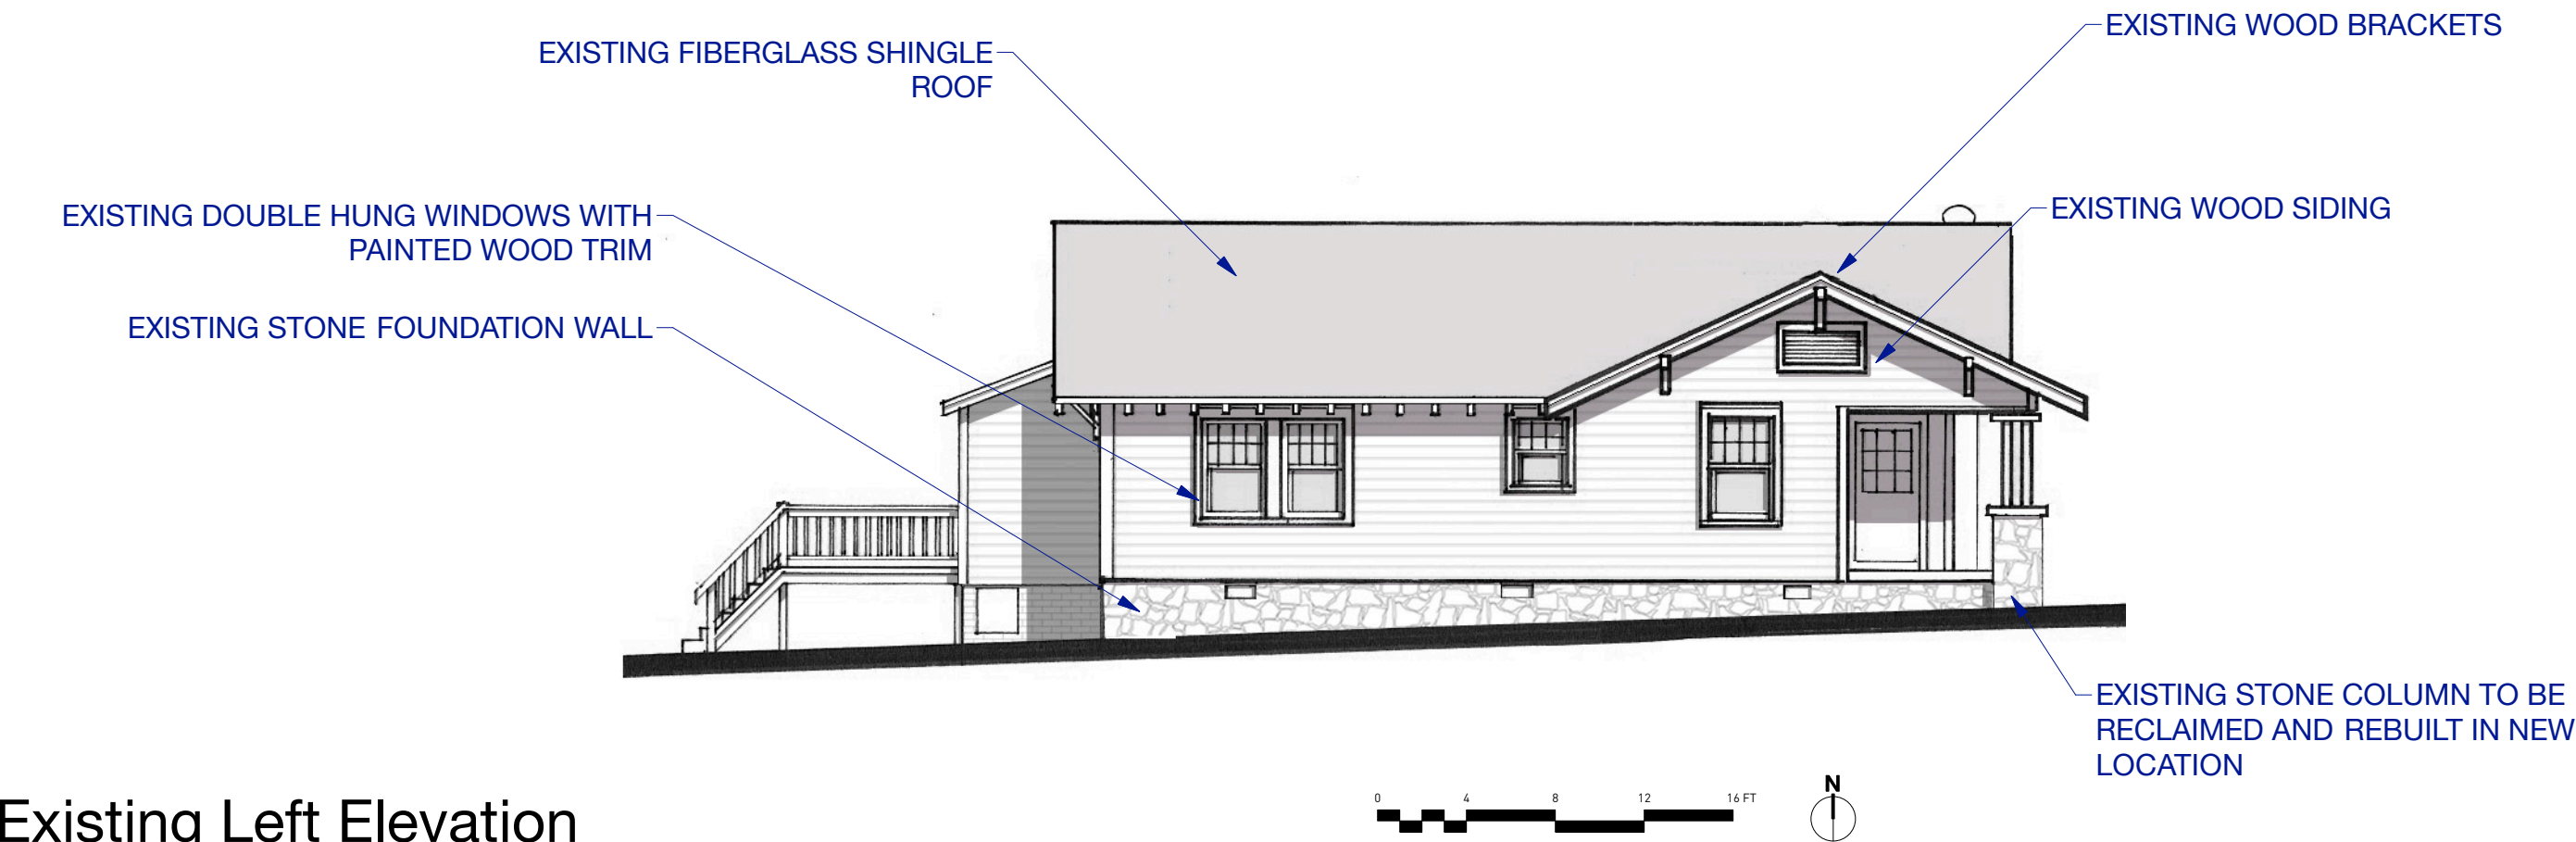 EXISTING WOOD BRACKETS
EXISTING FIBERGLASS SHINGLE
ROOF
EXISTING DOUBLE HUNG WINDOWS WITH
PAINTED WOOD TRIM
EXISTING WOOD SIDING
EXISTING STONE FOUNDATION WALL
EXISTING STONE COLUMN TO BE
RECLAIMED AND REBUILT IN NEW
LOCATION
0 4 8 12 16 FT
N
Existing Left Elevation